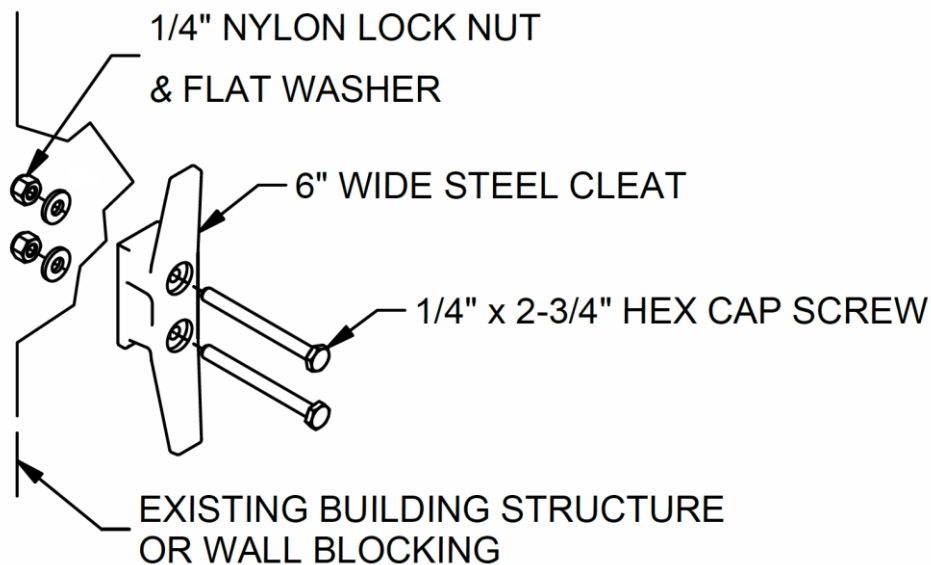 1/4" NYLON LOCK NUT
& FLAT WASHER
6" WIDE STEEL CLEAT
1/4" x 2-3/4" HEX CAP SCREW
EXISTING BUILDING STRUCTURE
OR WALL BLOCKING